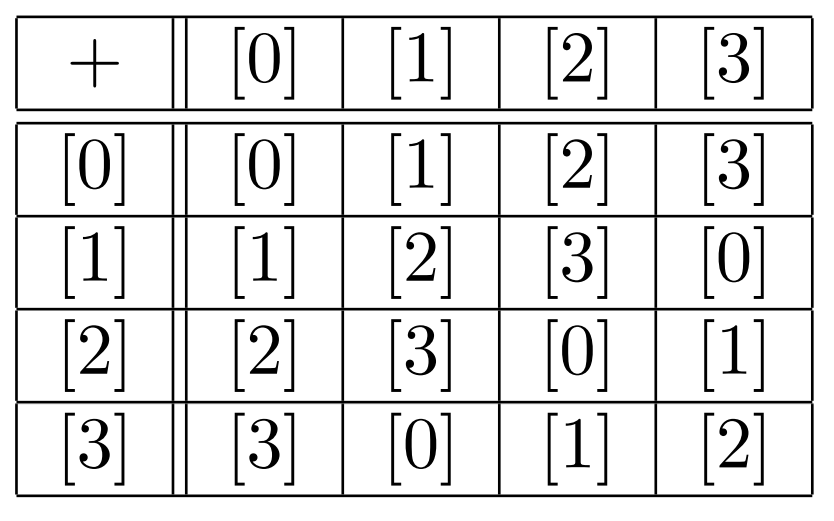 + [0] [1] [2] [3]
[0] [0] [1] [2] [3]
[1] [1] [2] [3] [0]
[2] [2] [3] [0] [1]
[3] [3] [0] [1] [2]